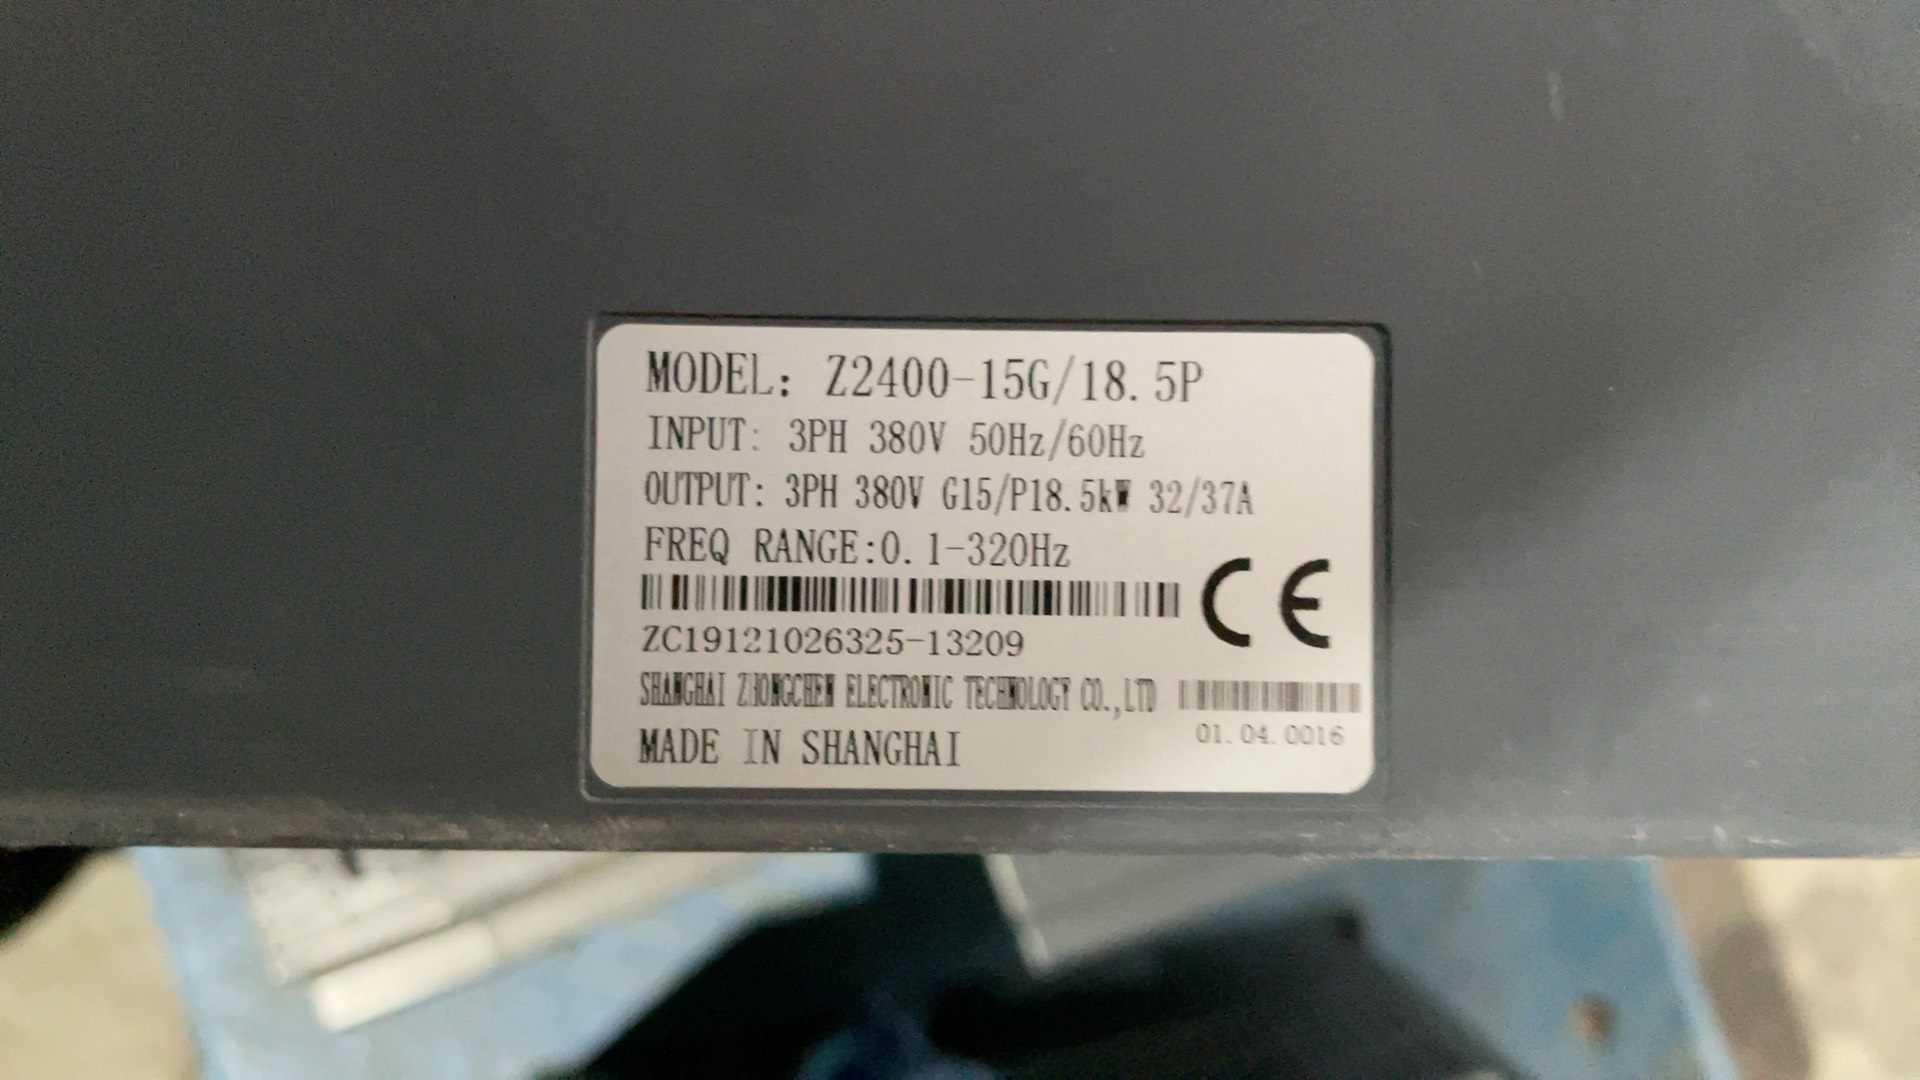 MODEL: Z2400-15G/18.5P
INPUT: 3PH 380V 50Hz/60Hz
OUTPUT: 3PH 380V G15/P18.5kW 32/37A
FREQ RANGE:0.1-320Hz
CE
ZC19121026325-13209
SHANGHAI ZHONGCHEN ELECTRONIC TECHNOLOGY CO.,LTD
01.04.0016
MADE IN SHANGHAI